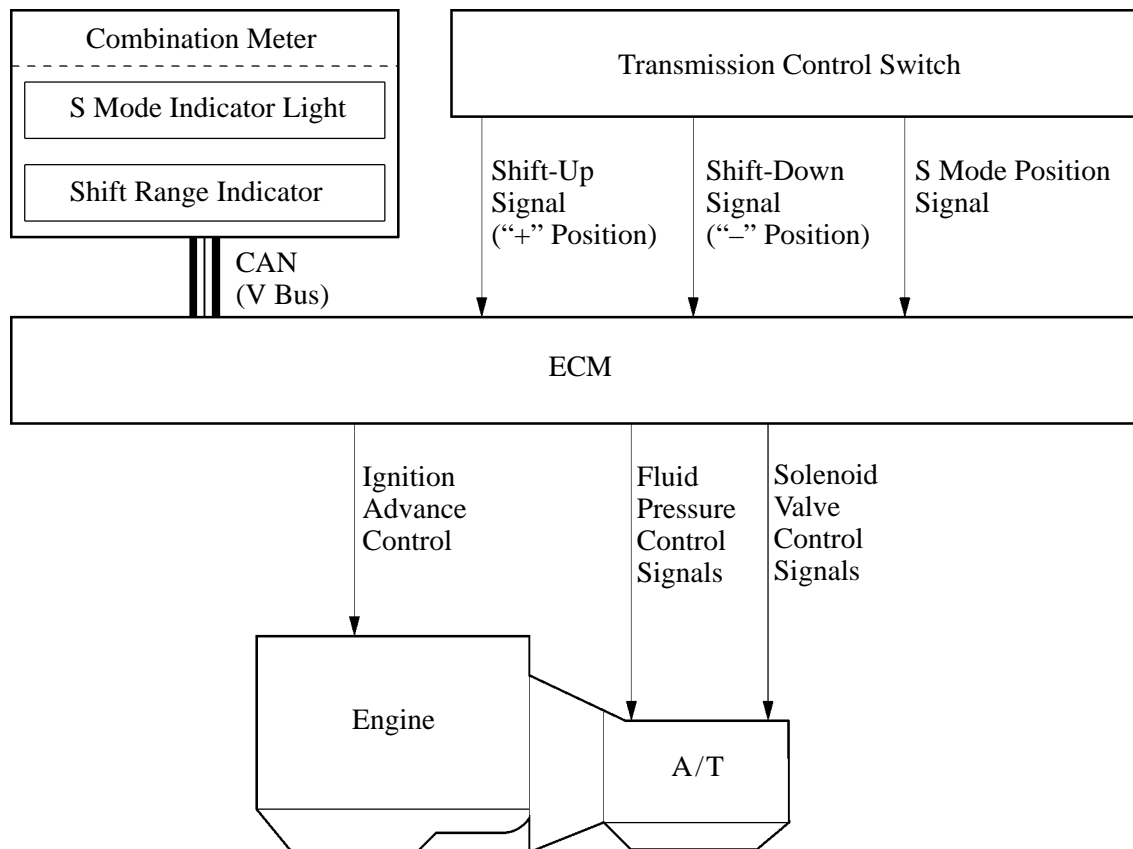 Combination Meter
S Mode Indicator Light
Shift Range Indicator
Transmission Control Switch
Shift-Up
Signal
(“+” Position)
Shift-Down
Signal
(“–” Position)
S Mode Position
Signal
CAN
(V Bus)
ECM
Ignition
Advance
Control
Fluid
Pressure
Control
Signals
Solenoid
Valve
Control
Signals
Engine
A/T